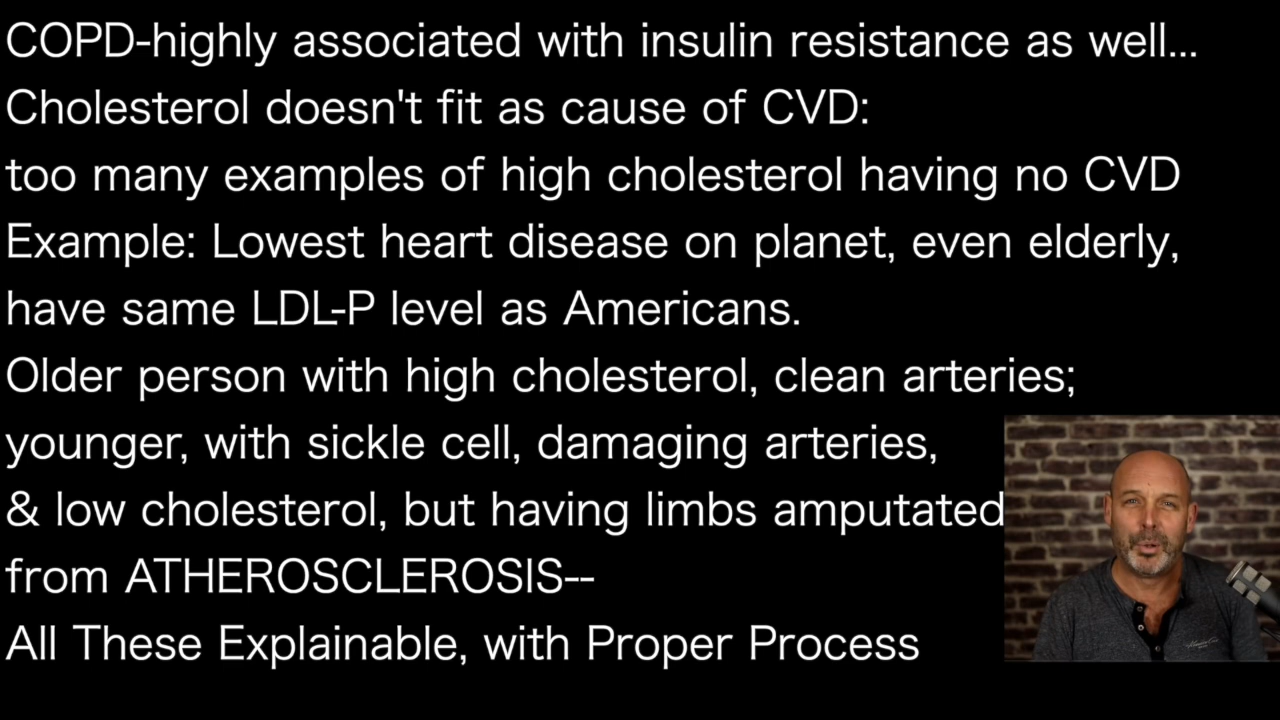 COPD-highly associated with insulin resistance as well...
Cholesterol doesn't fit as cause of CVD:
too many examples of high cholesterol having no CVD
Example: Lowest heart disease on planet, even elderly,
have same LDL-P level as Americans.
Older person with high cholesterol, clean arteries;
younger, with sickle cell, damaging arteries,
& low cholesterol, but having limbs amputated
from ATHEROSCLEROSIS--
All These Explainable, with Proper Process